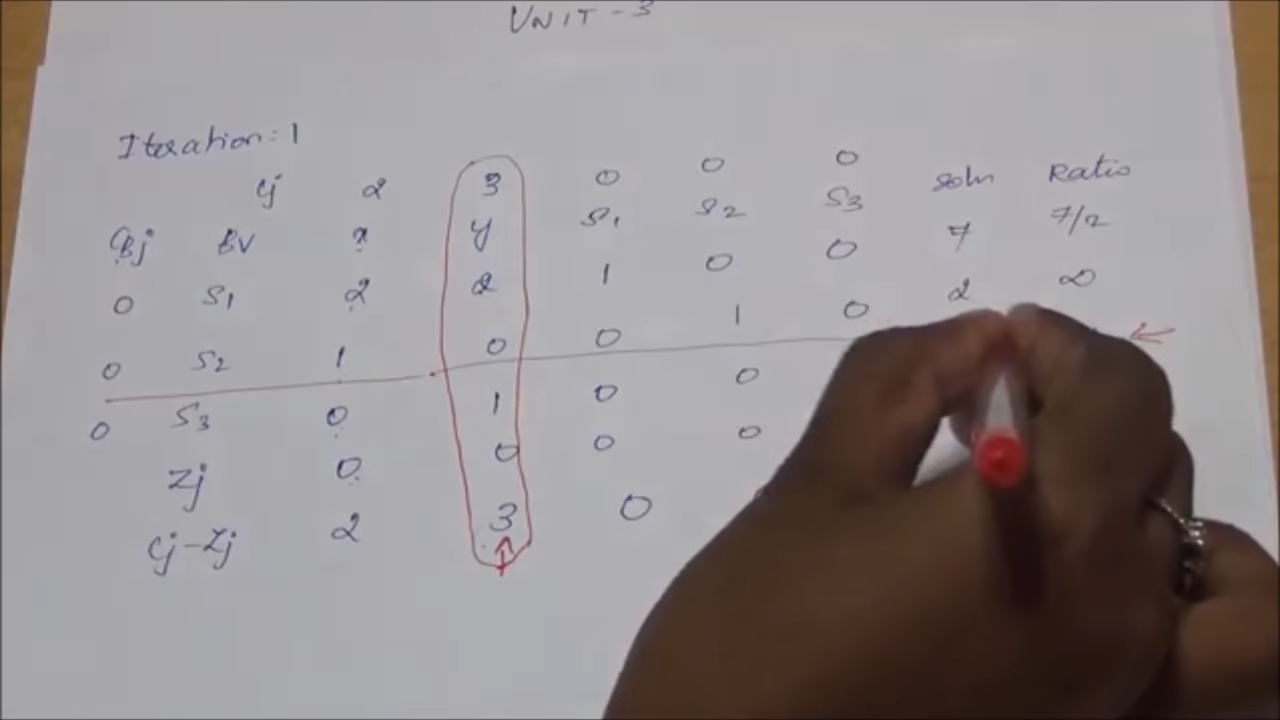 UNIT-3
Iteration: 1
Cj 2 3 0 0 0 Soln Ratio
CBj BV x y S1 S2 S3
0 S1 2 2 1 0 0 7 7/2
0 S2 1 0 0 1 0 2 ∞
0 S3 0 1 0 0
Zj 0 0 0 0
Cj-Zj 2 3 0